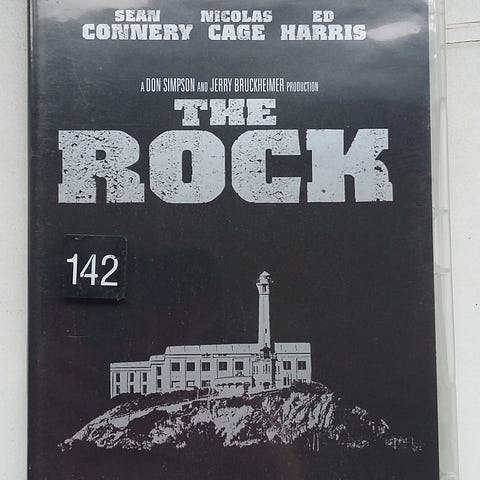 SEAN NICOLAS ED
CONNERY CAGE HARRIS
A DON SIMPSON AND JERRY BRUCKHEIMER PRODUCTION
THE
ROCK
142